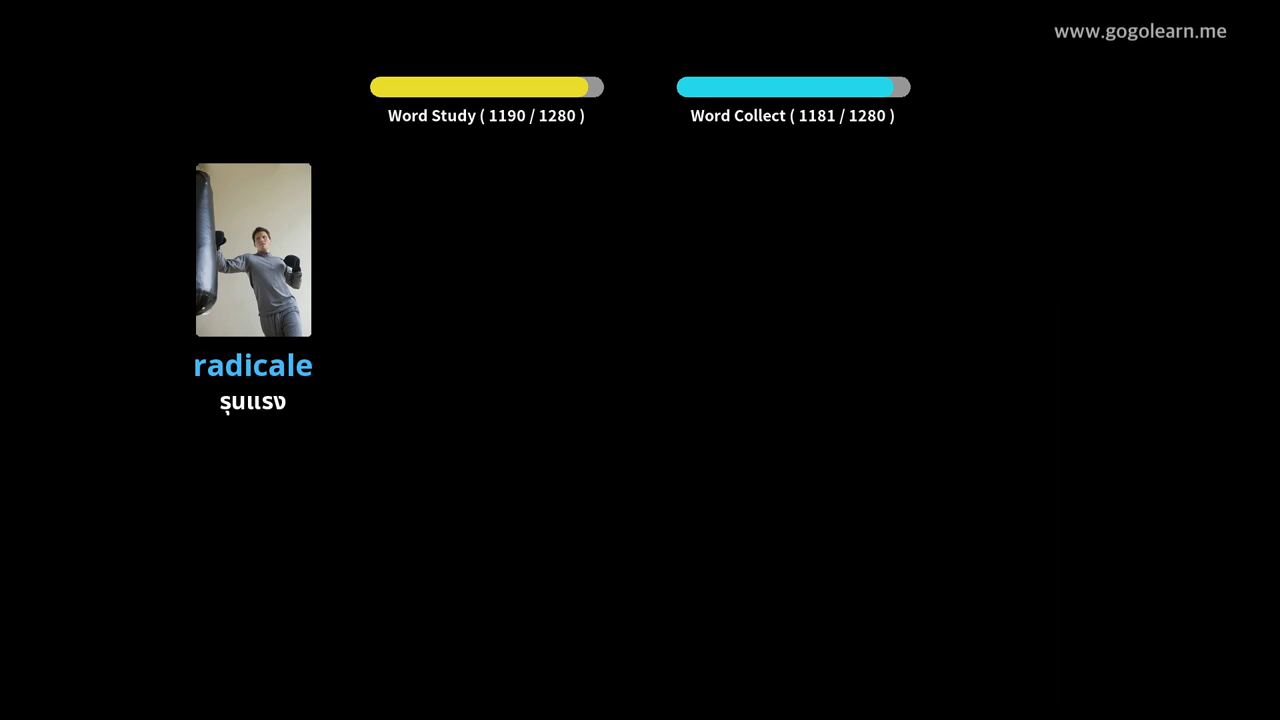 www.gogolearn.me
Word Study ( 1190 / 1280 )
Word Collect ( 1181 / 1280 )
radicale
รุนแรง